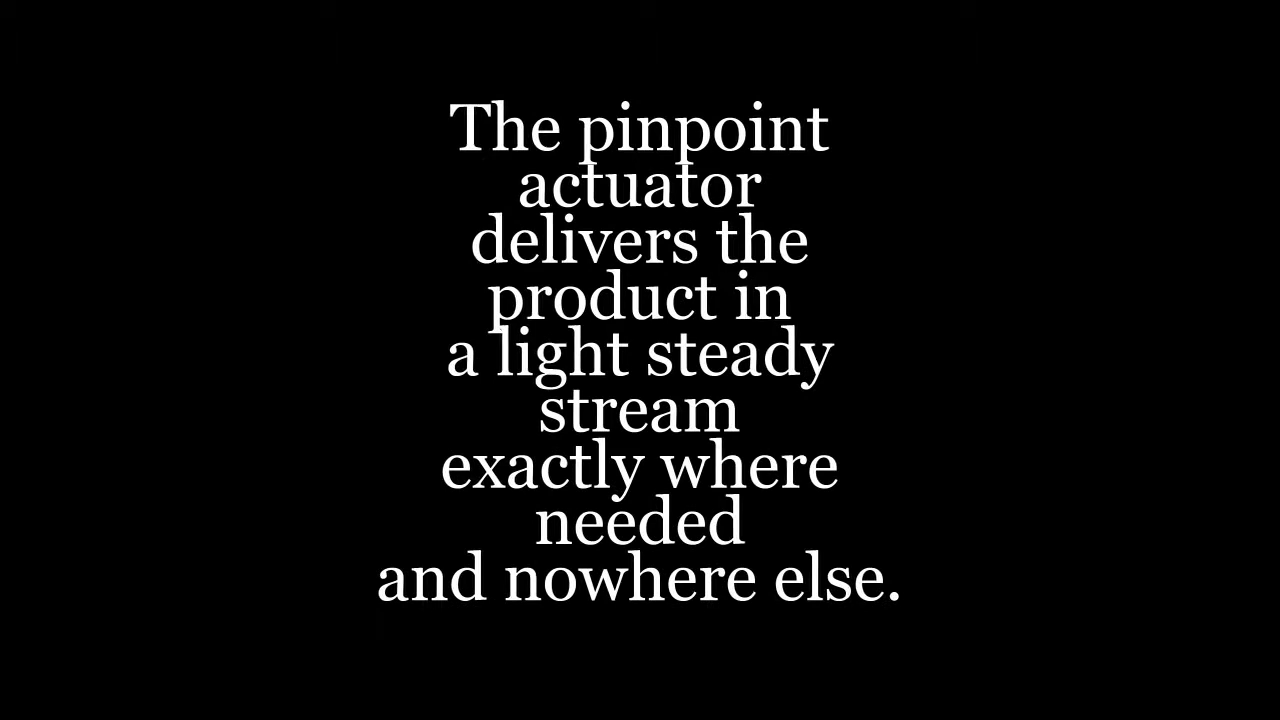 The pinpoint
actuator
delivers the
product in
a light steady
stream
exactly where
needed
and nowhere else.